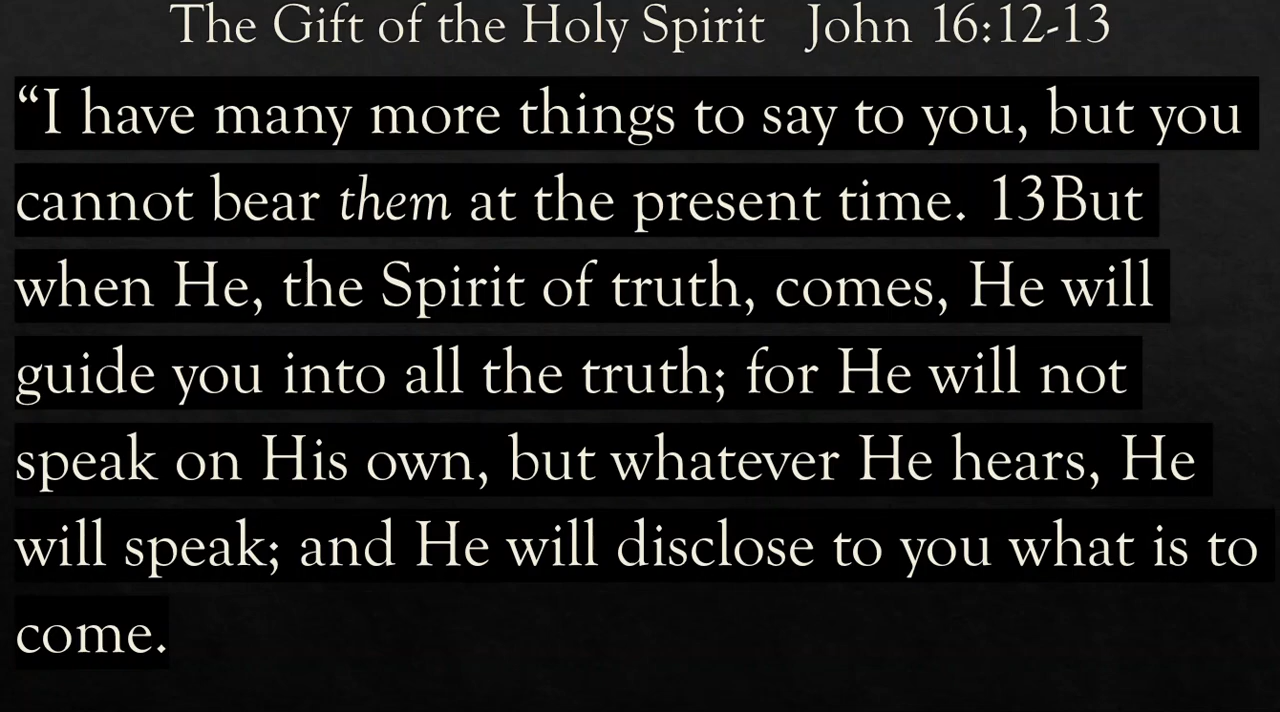 The Gift of the Holy Spirit John 16:12-13
“I have many more things to say to you, but you
cannot bear them at the present time. 13But
when He, the Spirit of truth, comes, He will
guide you into all the truth; for He will not
speak on His own, but whatever He hears, He
will speak; and He will disclose to you what is to
come.